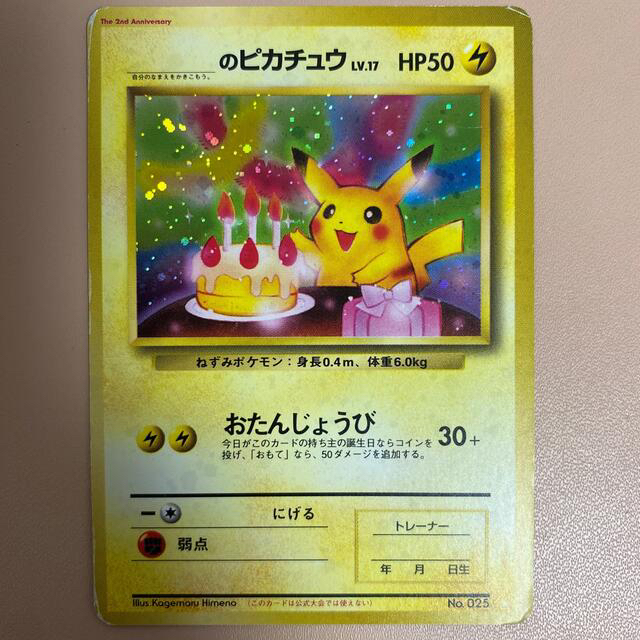 The 2nd Anniversary
のピカチュウ LV.17 HP50
自分のなまえをかきこもう。
ねずみポケモン：身長0.4m、体重6.0kg
おたんじょうび
今日がこのカードの持ち主の誕生日ならコインを
投げ、「おもて」なら、50ダメージを追加する。
30+
にげる
弱点
トレーナー
年 月 日生
Illus. Kagemaru Himeno （このカードは公式大会では使えない） No. 025